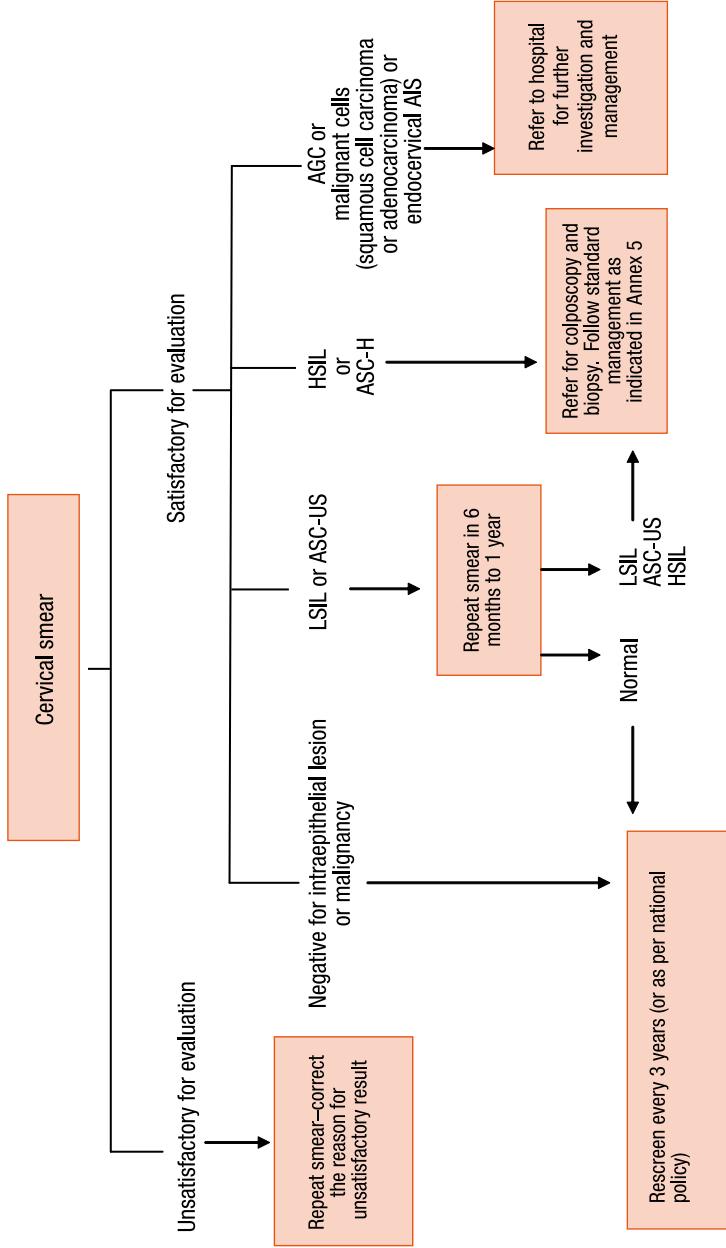 Cervical smear
Unsatisfactory for evaluation
Satisfactory for evaluation
Repeat smear–correct
the reason for
unsatisfactory result
Negative for intraepithelial lesion
or malignancy
LSIL or ASC-US
HSIL
or
ASC-H
AGC or
malignant cells
(squamous cell carcinoma
or adenocarcinoma) or
endocervical AIS
Repeat smear in 6
months to 1 year
Refer to hospital
for further
investigation and
management
Normal
LSIL
ASC-US
HSIL
Refer for colposcopy and
biopsy. Follow standard
management as
indicated in Annex 5
Rescreen every 3 years (or as per national
policy)